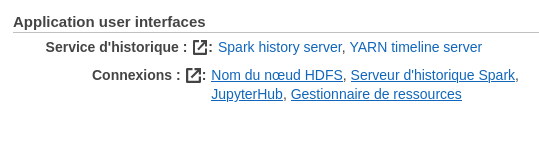 Application user interfaces
Service d'historique : : Spark history server, YARN timeline server
Connexions : : Nom du nœud HDFS, Serveur d'historique Spark,
JupyterHub, Gestionnaire de ressources